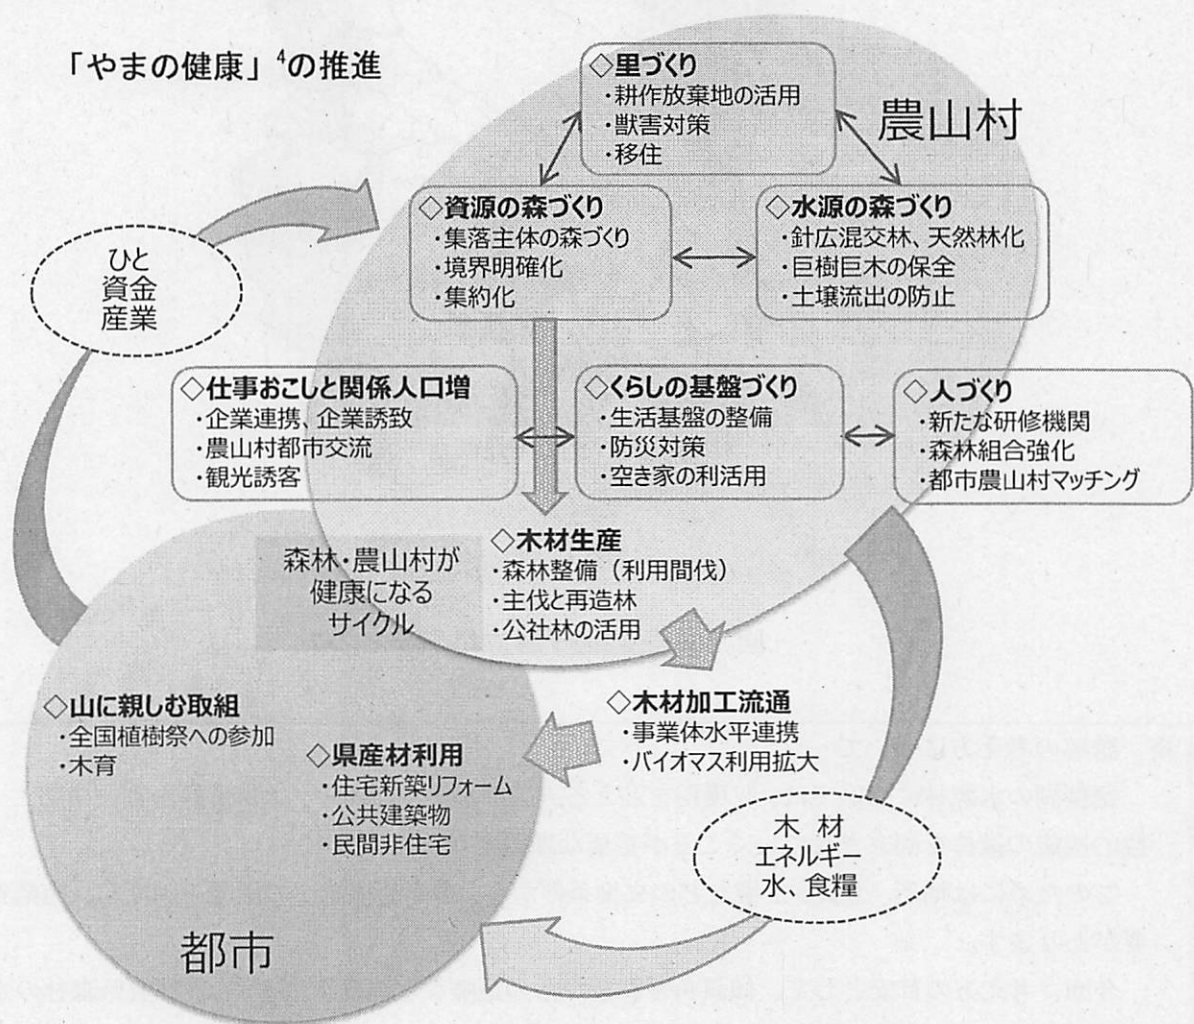 「やまの健康」4の推進
◇里づくり
・耕作放棄地の活用
・獣害対策
・移住
農山村
◇資源の森づくり
・集落主体の森づくり
・境界明確化
・集約化
◇水源の森づくり
・針広混交林、天然林化
・巨樹巨木の保全
・土壌流出の防止
ひと
資金
産業
◇仕事おこしと関係人口増
・企業連携、企業誘致
・農山村都市交流
・観光誘客
◇くらしの基盤づくり
・生活基盤の整備
・防災対策
・空き家の利活用
◇人づくり
・新たな研修機関
・森林組合強化
・都市農山村マッチング
森林・農山村が
健康になる
サイクル
◇木材生産
・森林整備（利用間伐）
・主伐と再造林
・公社林の活用
◇山に親しむ取組
・全国植樹祭への参加
・木育
◇県産材利用
・住宅新築リフォーム
・公共建築物
・民間非住宅
◇木材加工流通
・事業体水平連携
・バイオマス利用拡大
木 材
エネルギー
水、食糧
都市